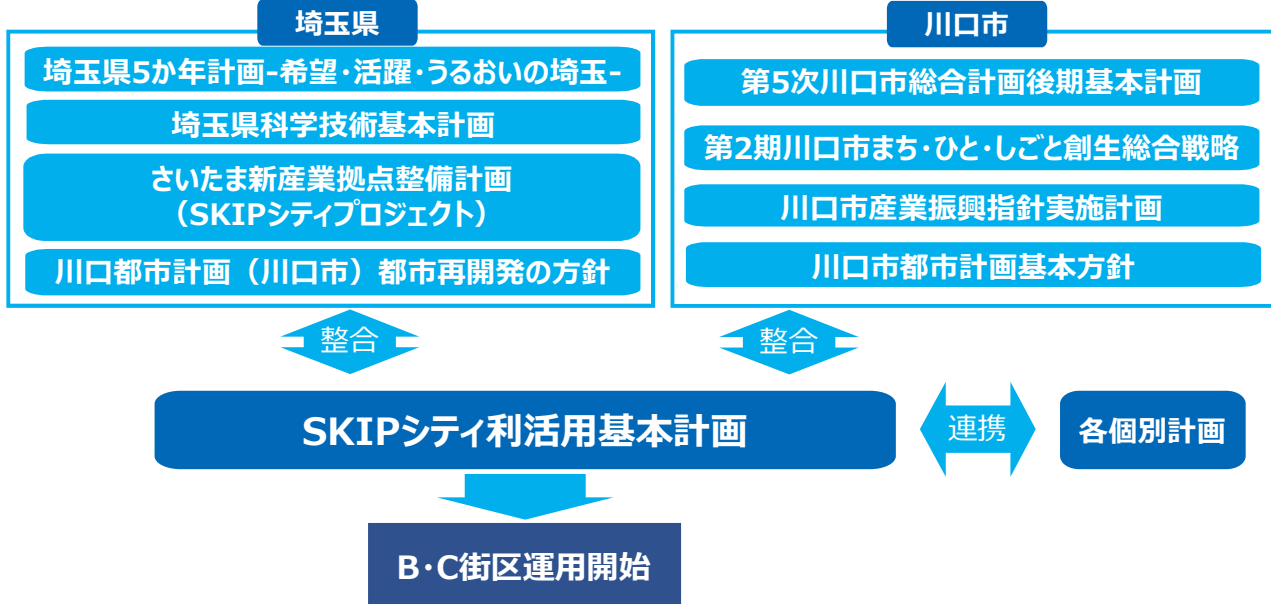 埼玉県
埼玉県5か年計画-希望・活躍・うるおいの埼玉-
埼玉県科学技術基本計画
さいたま新産業拠点整備計画
（SKIPシティプロジェクト）
川口都市計画（川口市）都市再開発の方針
川口市
第5次川口市総合計画後期基本計画
第2期川口市まち・ひと・しごと創生総合戦略
川口市産業振興指針実施計画
川口市都市計画基本方針
整合
整合
SKIPシティ利活用基本計画
連携
各個別計画
B・C街区運用開始